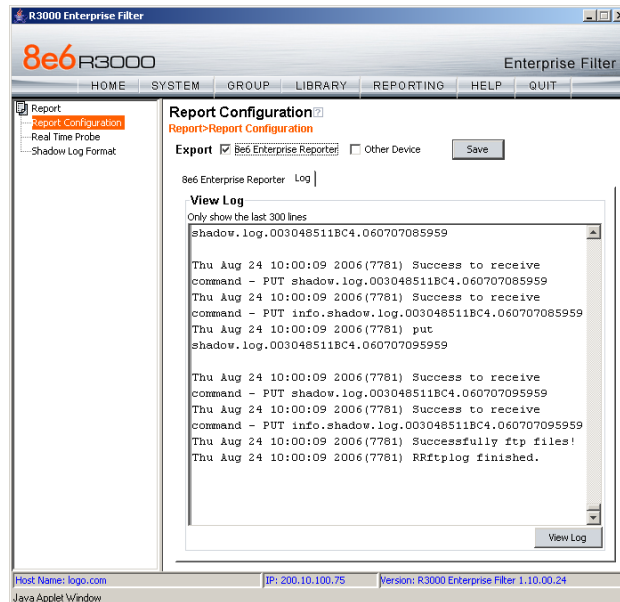 R3000 Enterprise Filter
8e6 R3000
Enterprise Filter
HOME SYSTEM GROUP LIBRARY REPORTING HELP QUIT
Report
Report Configuration
Real Time Probe
Shadow Log Format
Report Configuration
Report>Report Configuration
Export 8e6 Enterprise Reporter Other Device Save
8e6 Enterprise Reporter Log
View Log
Only show the last 300 lines
shadow.log.003048511BC4.060707085959
Thu Aug 24 10:00:09 2006(7781) Success to receive
command - PUT shadow.log.003048511BC4.060707085959
Thu Aug 24 10:00:09 2006(7781) Success to receive
command - PUT info.shadow.log.003048511BC4.060707085959
Thu Aug 24 10:00:09 2006(7781) put
shadow.log.003048511BC4.060707095959
Thu Aug 24 10:00:09 2006(7781) Success to receive
command - PUT shadow.log.003048511BC4.060707095959
Thu Aug 24 10:00:09 2006(7781) Success to receive
command - PUT info.shadow.log.003048511BC4.060707095959
Thu Aug 24 10:00:09 2006(7781) Successfully ftp files!
Thu Aug 24 10:00:09 2006(7781) RRftplog finished.
View Log
Host Name: logo.com IP: 200.10.100.75 Version: R3000 Enterprise Filter 1.10.00.24
Java Applet Window